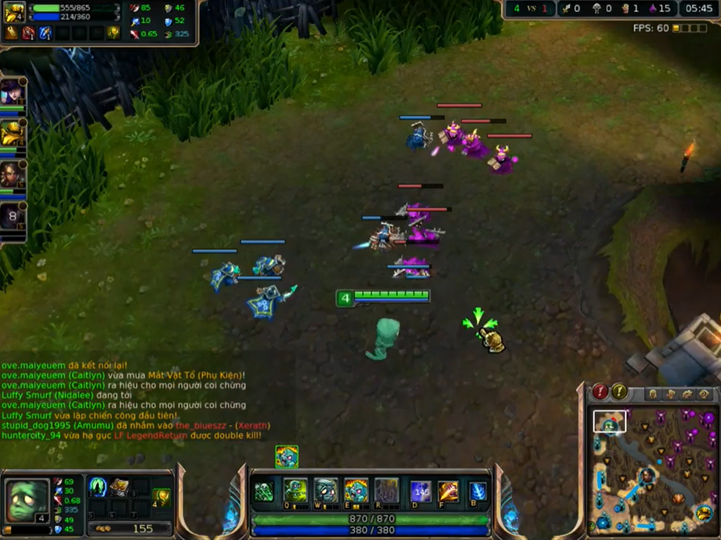 555/865
214/360
4
85
46
10
52
0.65
325
4 VS 1
0
0
1
15
05:45
FPS: 60
8
4
ove.maiyeuem đã kết nối lại!
ove.maiyeuem (Caitlyn) vừa mua Mắt Vật Tổ (Phụ Kiện)!
ove.maiyeuem (Caitlyn) ra hiệu cho mọi người coi chừng
Luffy Smurf (Nidalee) đang tới
ove.maiyeuem (Caitlyn) ra hiệu cho mọi người coi chừng
Luffy Smurf vừa lập chiến công đầu tiên!
stupid_dog1995 (Amumu) đã nhắm vào the_blueszz - (Xerath)
huntercity_94 vừa hạ gục LF LegendReturn được double kill!
69
30
0.68
335
49
45
4
4
155
Q
W
E
D
F
B
145
870 / 870
380 / 380